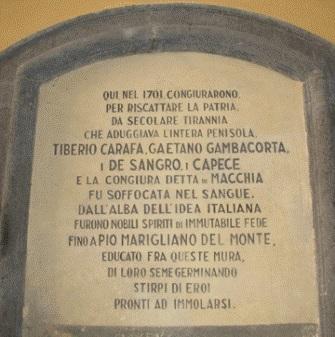 QUI NEL 1701 CONGIURARONO,
PER RISCATTARE LA PATRIA
DA SECOLARE TIRANNIA
CHE ADUGGIAVA L'INTERA PENISOLA,
TIBERIO CARAFA, GAETANO GAMBACORTA,
I DE SANGRO, I CAPECE
E LA CONGIURA DETTA DI MACCHIA
FU SOFFOCATA NEL SANGUE.
DALL'ALBA DELL'IDEA ITALIANA
FURONO NOBILI SPIRITI DI IMMUTABILE FEDE
FINO A PIO MARIGLIANO DEL MONTE,
EDUCATO FRA QUESTE MURA,
DI LORO SEME GERMINANDO
STIRPI DI EROI
PRONTI AD IMMOLARSI.